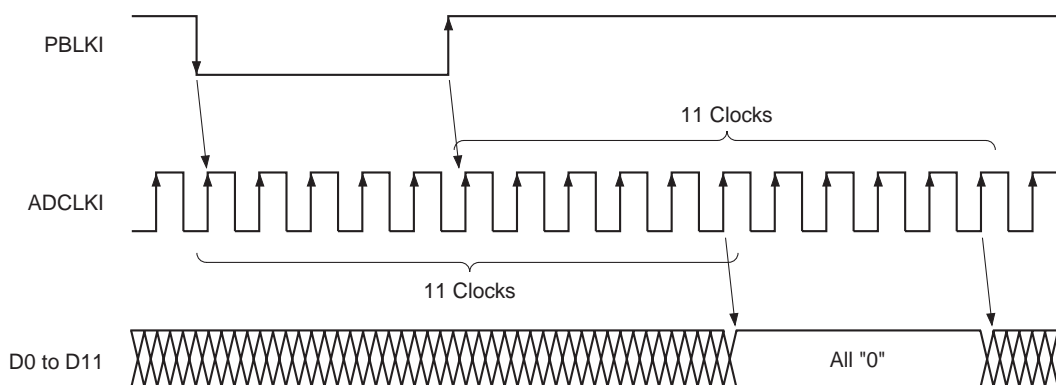 PBLKI
11 Clocks
ADCLKI
11 Clocks
D0 to D11
All "0"